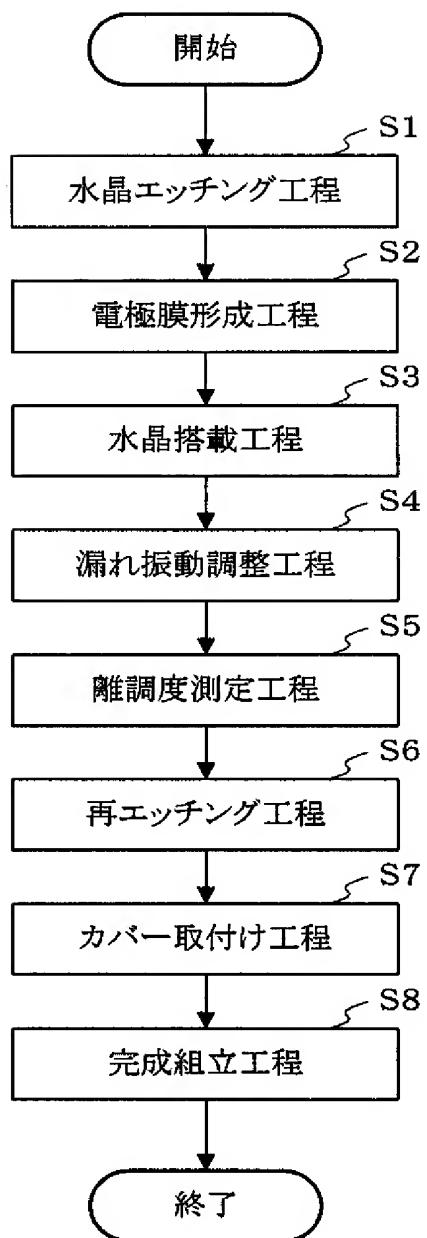 開始
S1
水晶エッチング工程
S2
電極膜形成工程
S3
水晶搭載工程
S4
漏れ振動調整工程
S5
離調度測定工程
S6
再エッチング工程
S7
カバー取付け工程
S8
完成組立工程
終了